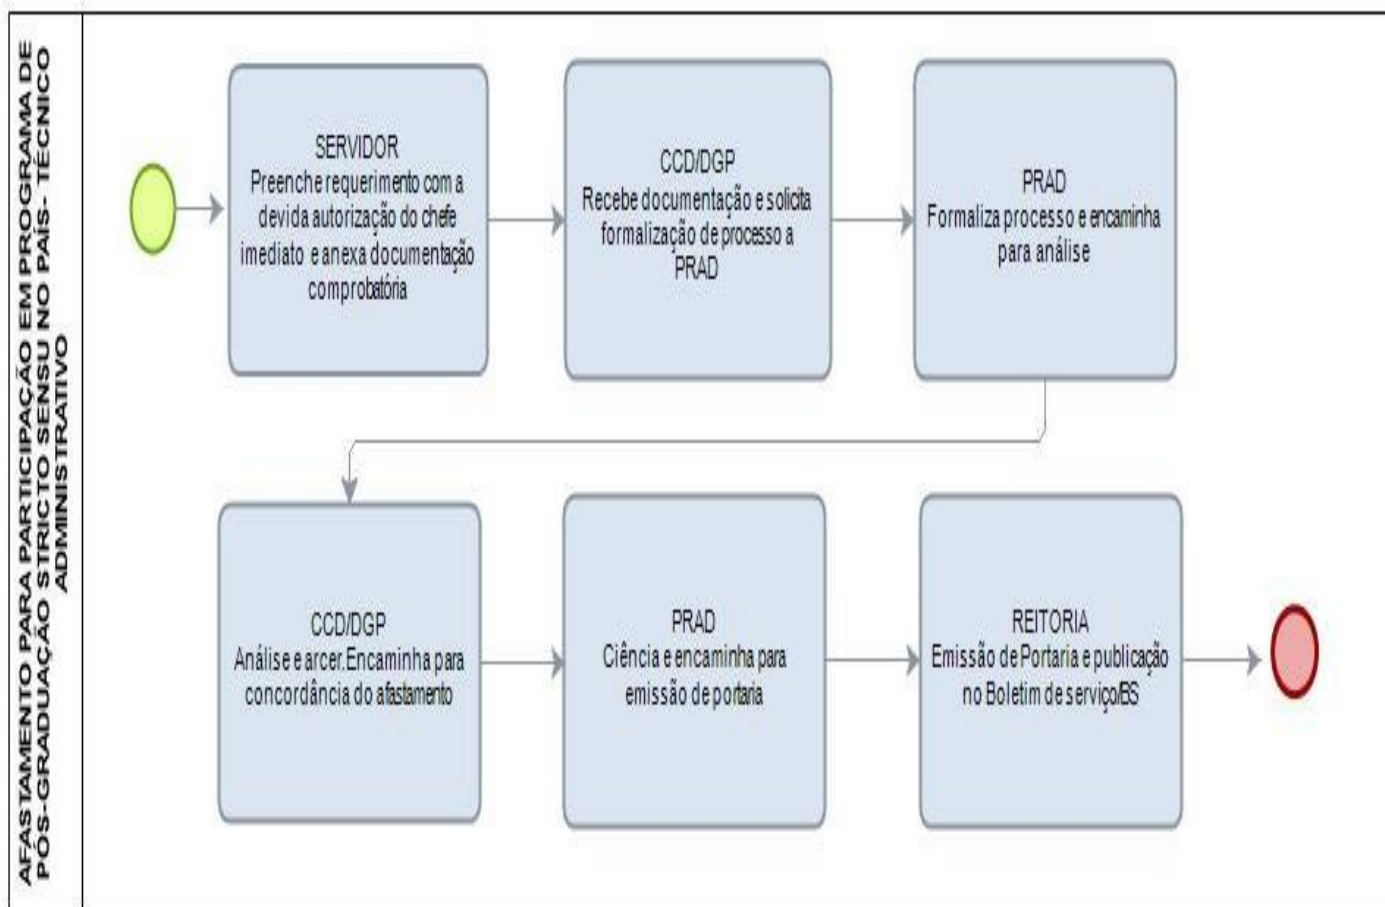 AFASTAMENTO PARA PARTICIPAÇÃO EM PROGRAMA DE
PÓS-GRADUAÇÃO STRICTO SENSU NO PAÍS- TÉCNICO
ADMINISTRATIVO
SERVIDOR
Preenche requerimento com a
devida autorização do chefe
imediato e anexa documentação
comprobatória
CCD/DGP
Recebe documentação e solicita
formalização de processo a
PRAD
PRAD
Formaliza processo e encaminha
para análise
CCD/DGP
Análise e arcer.Encaminha para
concordância do afastamento
PRAD
Ciência e encaminha para
emissão de portaria
REITORIA
Emissão de Portaria e publicação
no Boletim de serviço/BS